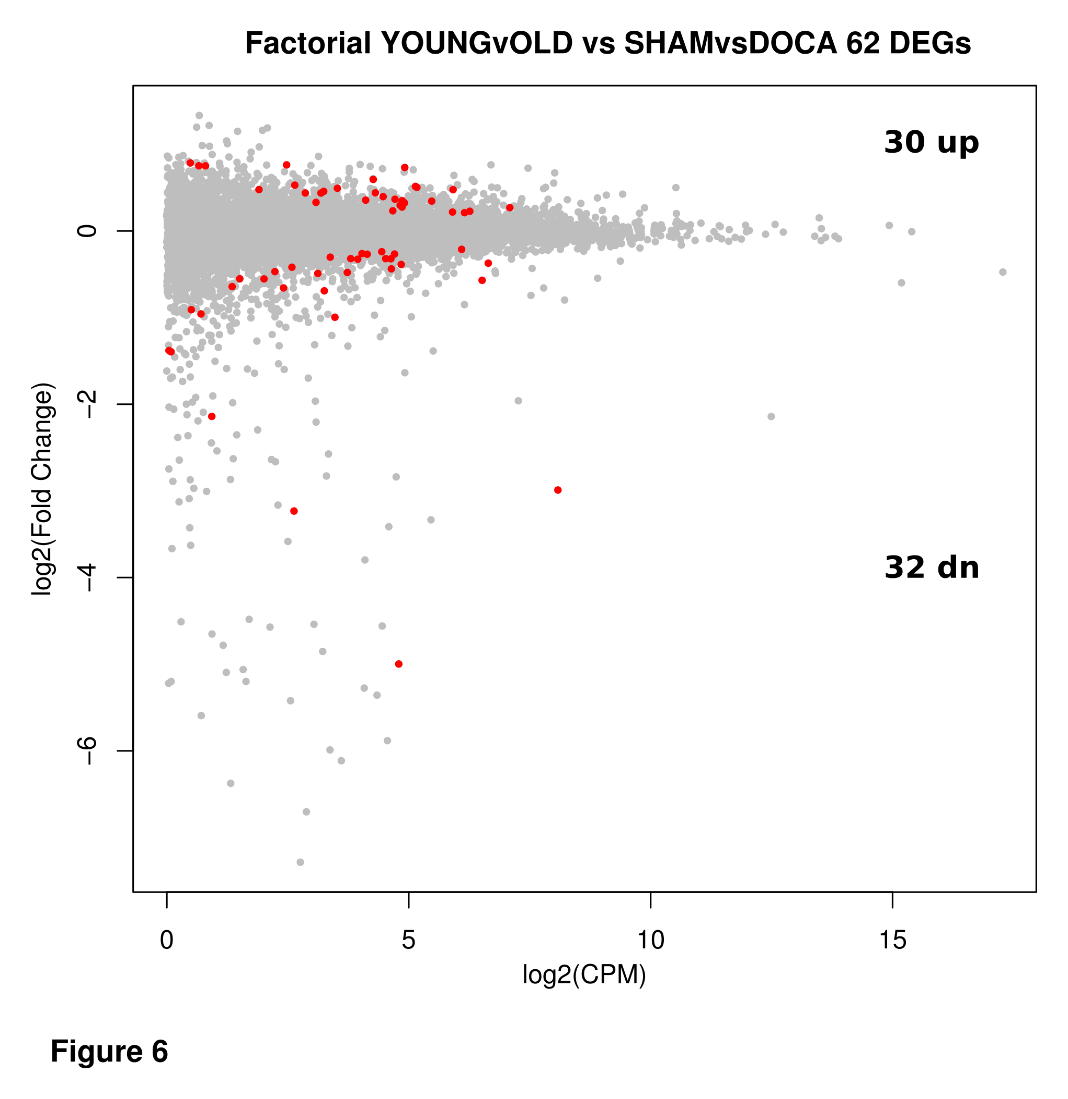 Factorial YOUNGvOLD vs SHAMvsDOCA 62 DEGs
30 up
0
−2
log2(Fold Change)
32 dn
−4
−6
0 5 10 15
log2(CPM)
Figure 6